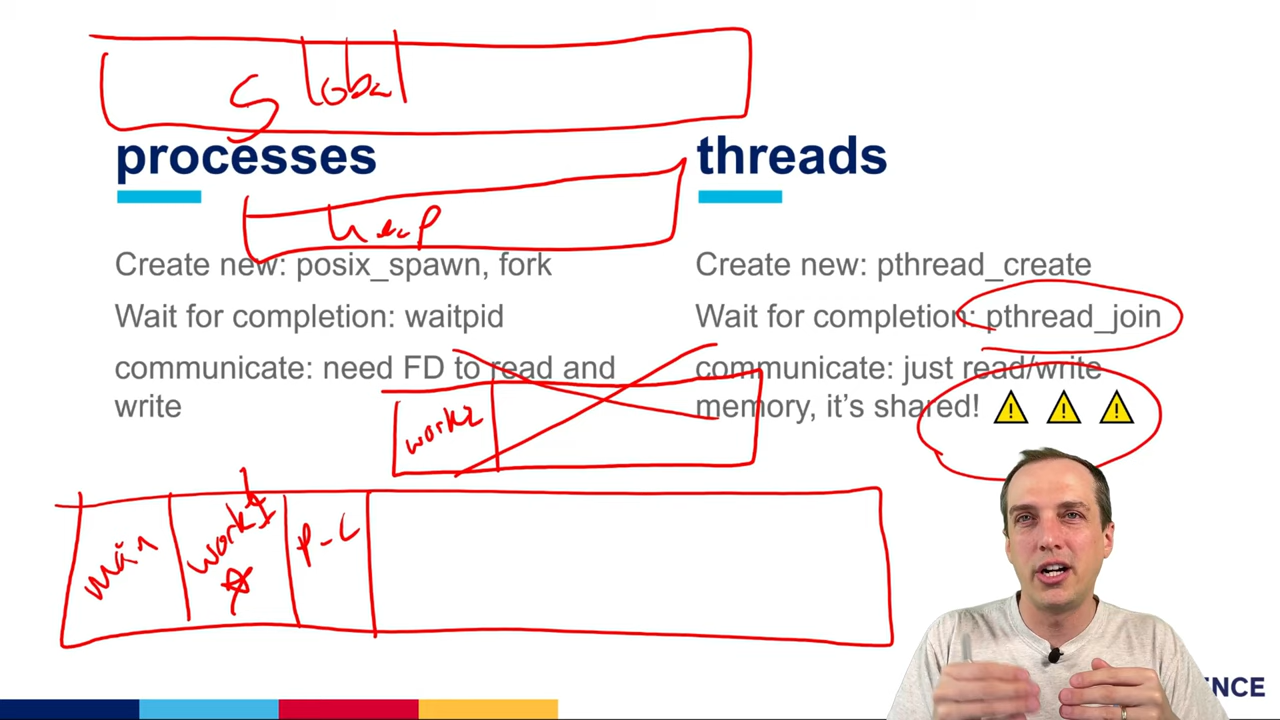 global
processes
threads
heap
Create new: posix_spawn, fork
Wait for completion: waitpid
communicate: need FD to read and
write
Create new: pthread_create
Wait for completion: pthread_join
communicate: just read/write
memory, it's shared! ⚠ ⚠ ⚠
work2
main
work1
P-C
ENCE